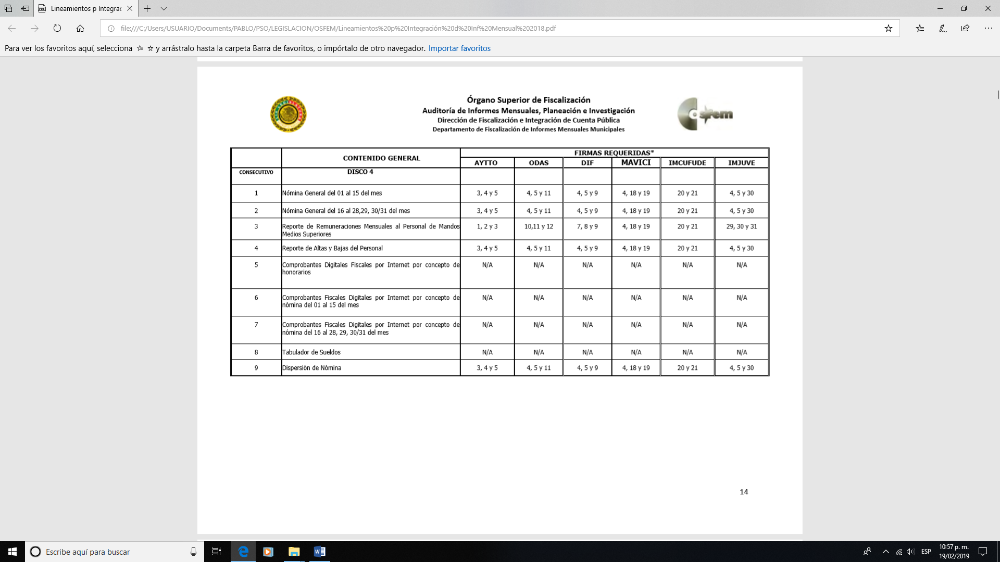 Lineamientos p Integrac
file:///C:/Users/USUARIO/Documents/PABLO/PSO/LEGISLACION/OSFEM/Lineamientos%20p%20Integración%20d%20Inf%20Mensual%202018.pdf
Para ver los favoritos aquí, selecciona y arrástralo hasta la carpeta Barra de favoritos, o impórtalo de otro navegador. Importar favoritos
Órgano Superior de Fiscalización
Auditoría de Informes Mensuales, Planeación e Investigación
Dirección de Fiscalización e Integración de Cuenta Pública
Departamento de Fiscalización de Informes Mensuales Municipales
osfem
CONTENIDO GENERAL FIRMAS REQUERIDAS*
AYTTO ODAS DIF MAVICI IMCUFUDE IMJUVE
CONSECUTIVO DISCO 4
1 Nómina General del 01 al 15 del mes 3, 4 y 5 4, 5 y 11 4, 5 y 9 4, 18 y 19 20 y 21 4, 5 y 30
2 Nómina General del 16 al 28,29, 30/31 del mes 3, 4 y 5 4, 5 y 11 4, 5 y 9 4, 18 y 19 20 y 21 4, 5 y 30
3 Reporte de Remuneraciones Mensuales al Personal de Mandos 1, 2 y 3 10,11 y 12 7, 8 y 9 4, 18 y 19 20 y 21 29, 30 y 31
Medios Superiores
4 Reporte de Altas y Bajas del Personal 3, 4 y 5 4, 5 y 11 4, 5 y 9 4, 18 y 19 20 y 21 4, 5 y 30
5 Comprobantes Digitales Fiscales por Internet por concepto de N/A N/A N/A N/A N/A N/A
honorarios
6 Comprobantes Fiscales Digitales por Internet por concepto de N/A N/A N/A N/A N/A N/A
nómina del 01 al 15 del mes
7 Comprobantes Fiscales Digitales por Internet por concepto de N/A N/A N/A N/A N/A N/A
nómina del 16 al 28, 29, 30/31 del mes
8 Tabulador de Sueldos N/A N/A N/A N/A N/A N/A
9 Dispersión de Nómina 3, 4 y 5 4, 5 y 11 4, 5 y 9 4, 18 y 19 20 y 21 4, 5 y 30
14
Escribe aquí para buscar
ESP
10:57 p. m.
19/02/2019